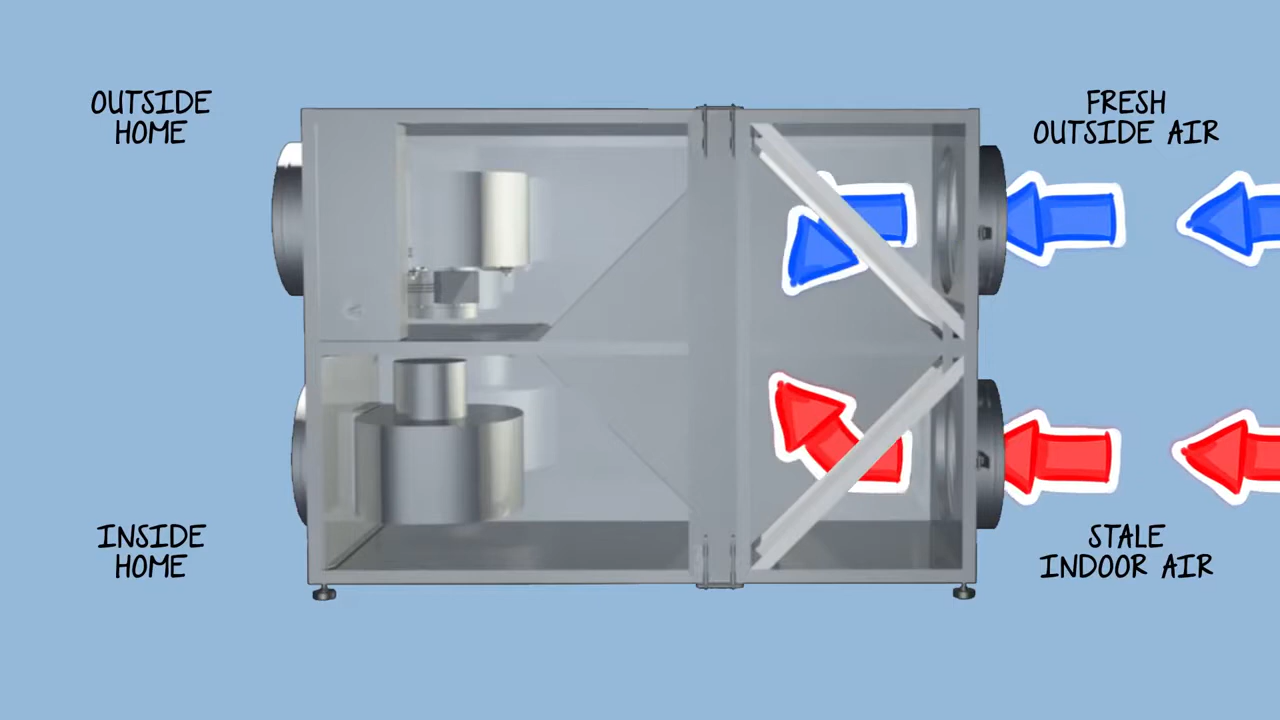 OUTSIDE
HOME
FRESH
OUTSIDE AIR
INSIDE
HOME
STALE
INDOOR AIR